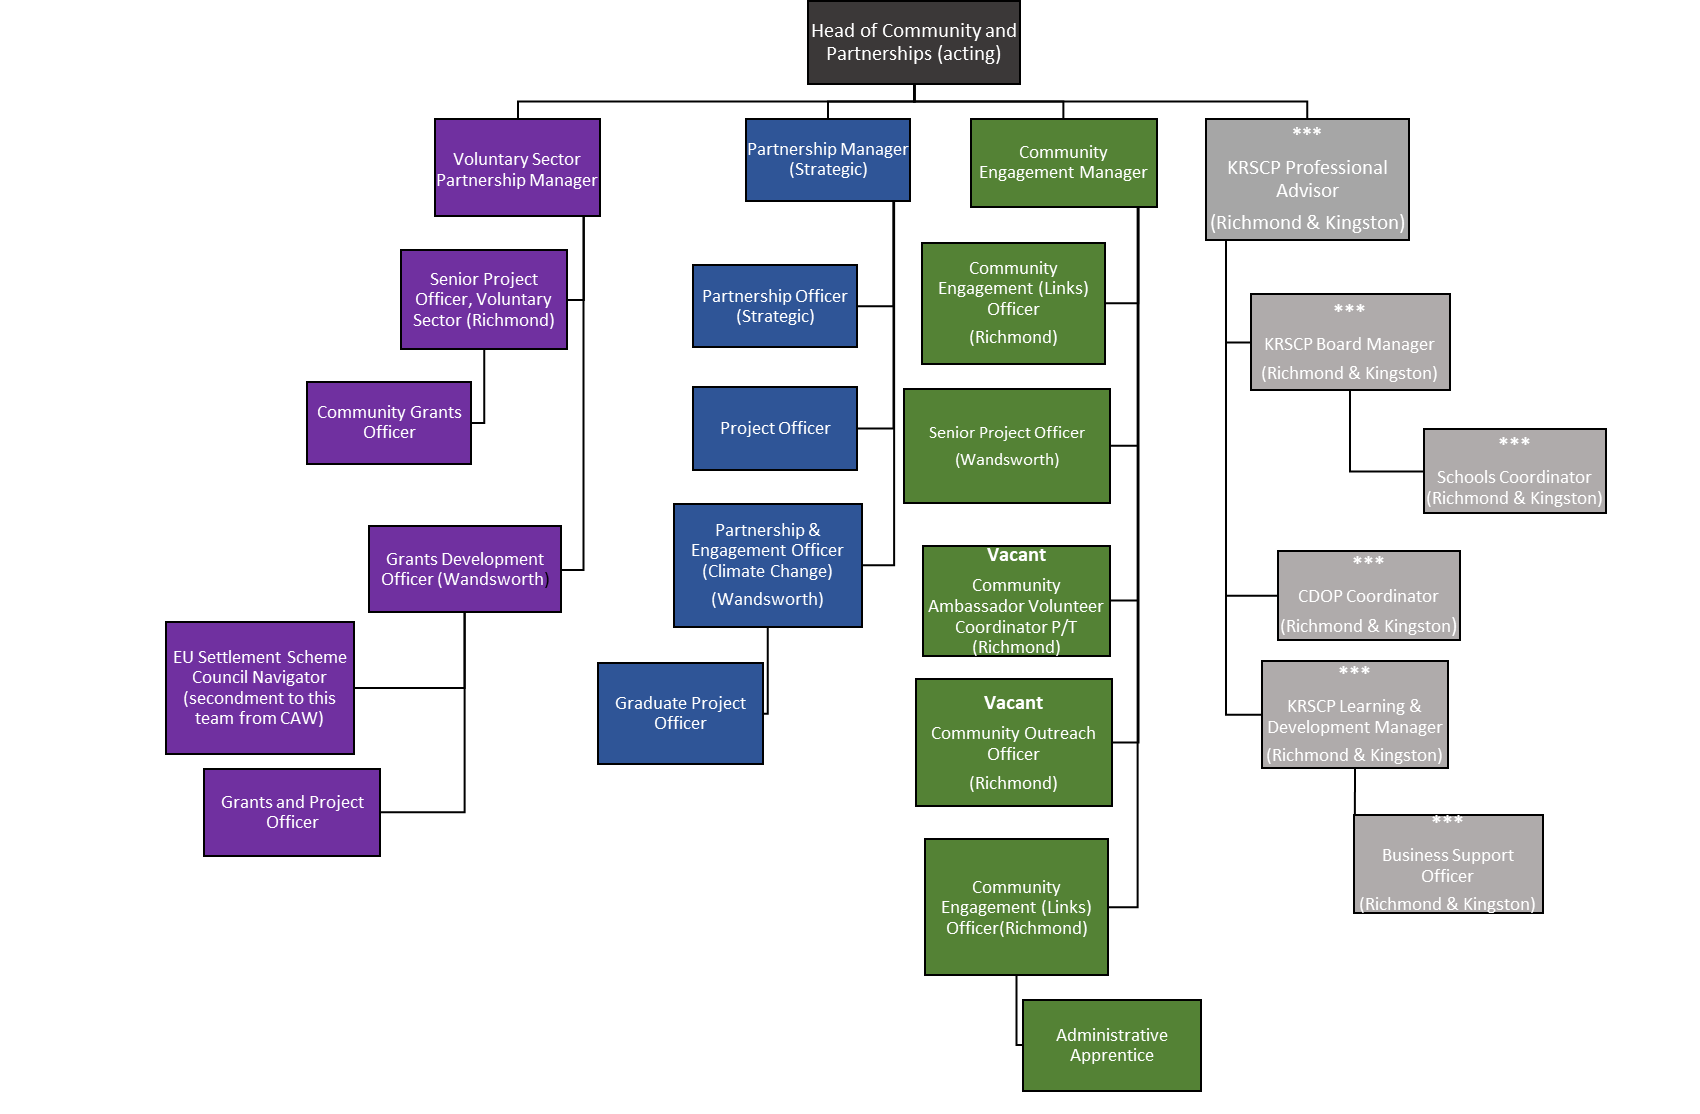 Head of Community and
Partnerships (acting)
Voluntary Sector
Partnership Manager
Senior Project
Officer, Voluntary
Sector (Richmond)
Community Grants
Officer
Grants Development
Officer (Wandsworth)
EU Settlement Scheme
Council Navigator
(secondment to this
team from CAW)
Grants and Project
Officer
Partnership Manager
(Strategic)
Partnership Officer
(Strategic)
Project Officer
Partnership &
Engagement Officer
(Climate Change)
(Wandsworth)
Graduate Project
Officer
Community
Engagement Manager
Community
Engagement (Links)
Officer
(Richmond)
Senior Project Officer
(Wandsworth)
Vacant
Community
Ambassador Volunteer
Coordinator P/T
(Richmond)
Vacant
Community Outreach
Officer
(Richmond)
Community
Engagement (Links)
Officer(Richmond)
Administrative
Apprentice
***
KRSCP Professional
Advisor
(Richmond & Kingston)
***
KRSCP Board Manager
(Richmond & Kingston)
***
Schools Coordinator
(Richmond & Kingston)
***
CDOP Coordinator
(Richmond & Kingston)
***
KRSCP Learning &
Development Manager
(Richmond & Kingston)
***
Business Support
Officer
(Richmond & Kingston)